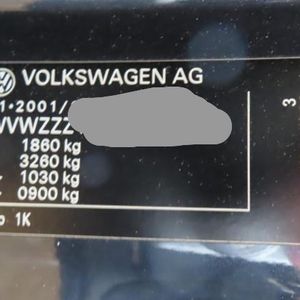 VOLKSWAGEN AG
1*2001/
WVWZZZ
1860 kg
3260 kg
1030 kg
0900 kg
1K
3